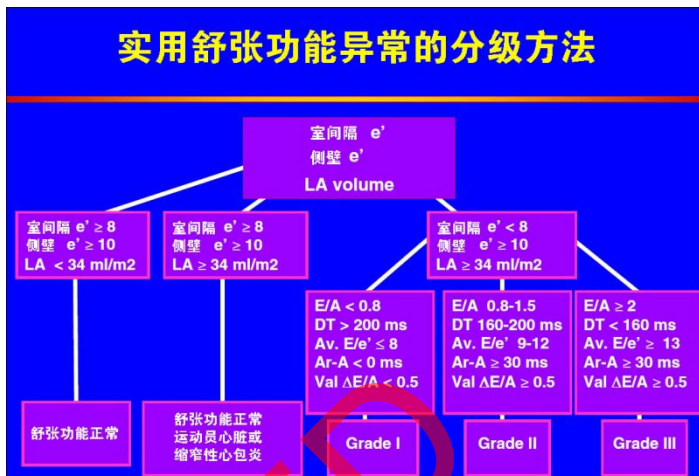 实用舒张功能异常的分级方法
室间隔 e’
侧壁 e’
LA volume
室间隔 e’ ≥ 8
侧壁 e’ ≥ 10
LA < 34 ml/m2
室间隔 e’ ≥ 8
侧壁 e’ ≥ 10
LA ≥ 34 ml/m2
室间隔 e’ < 8
侧壁 e’ ≥ 10
LA ≥ 34 ml/m2
E/A < 0.8
DT > 200 ms
Av. E/e’ ≤ 8
Ar-A < 0 ms
Val ΔE/A < 0.5
E/A 0.8-1.5
DT 160-200 ms
Av. E/e’ 9-12
Ar-A ≥ 30 ms
Val ΔE/A ≥ 0.5
E/A ≥ 2
DT < 160 ms
Av. E/e’ ≥ 13
Ar-A ≥ 30 ms
Val ΔE/A ≥ 0.5
舒张功能正常
舒张功能正常
运动员心脏或
缩窄性心包炎
Grade I
Grade II
Grade III